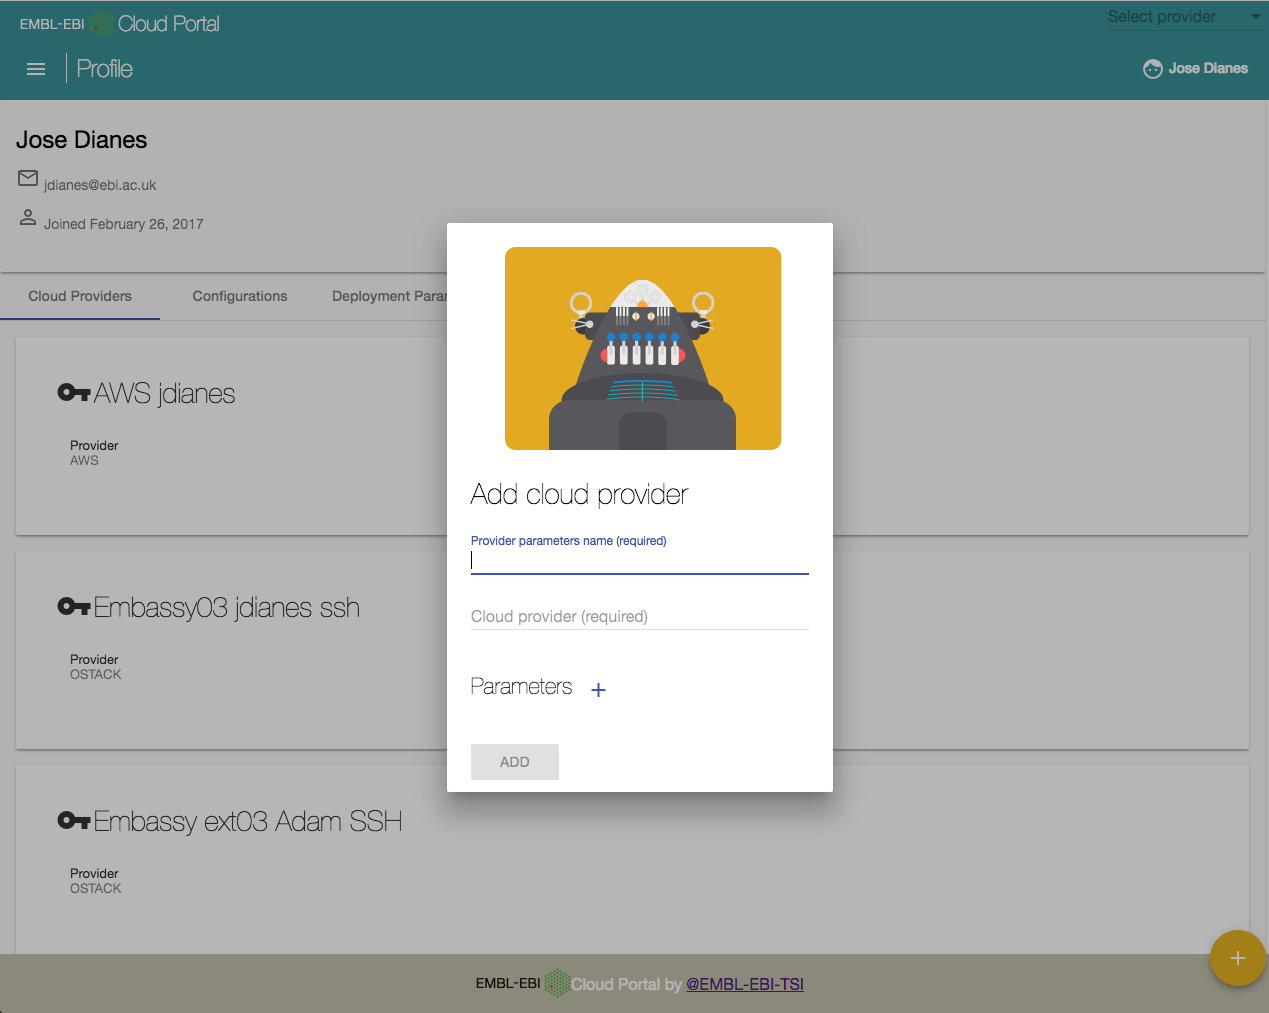 EMBL-EBI Cloud Portal
Select provider
Profile
Jose Dianes
Jose Dianes
jdianes@ebi.ac.uk
Joined February 26, 2017
Cloud Providers
Configurations
Deployment Para
AWS jdianes
Provider
AWS
Embassy03 jdianes ssh
Provider
OSTACK
Embassy ext03 Adam SSH
Provider
OSTACK
Add cloud provider
Provider parameters name (required)
Cloud provider (required)
Parameters +
ADD
+
EMBL-EBI Cloud Portal by @EMBL-EBI-TSI